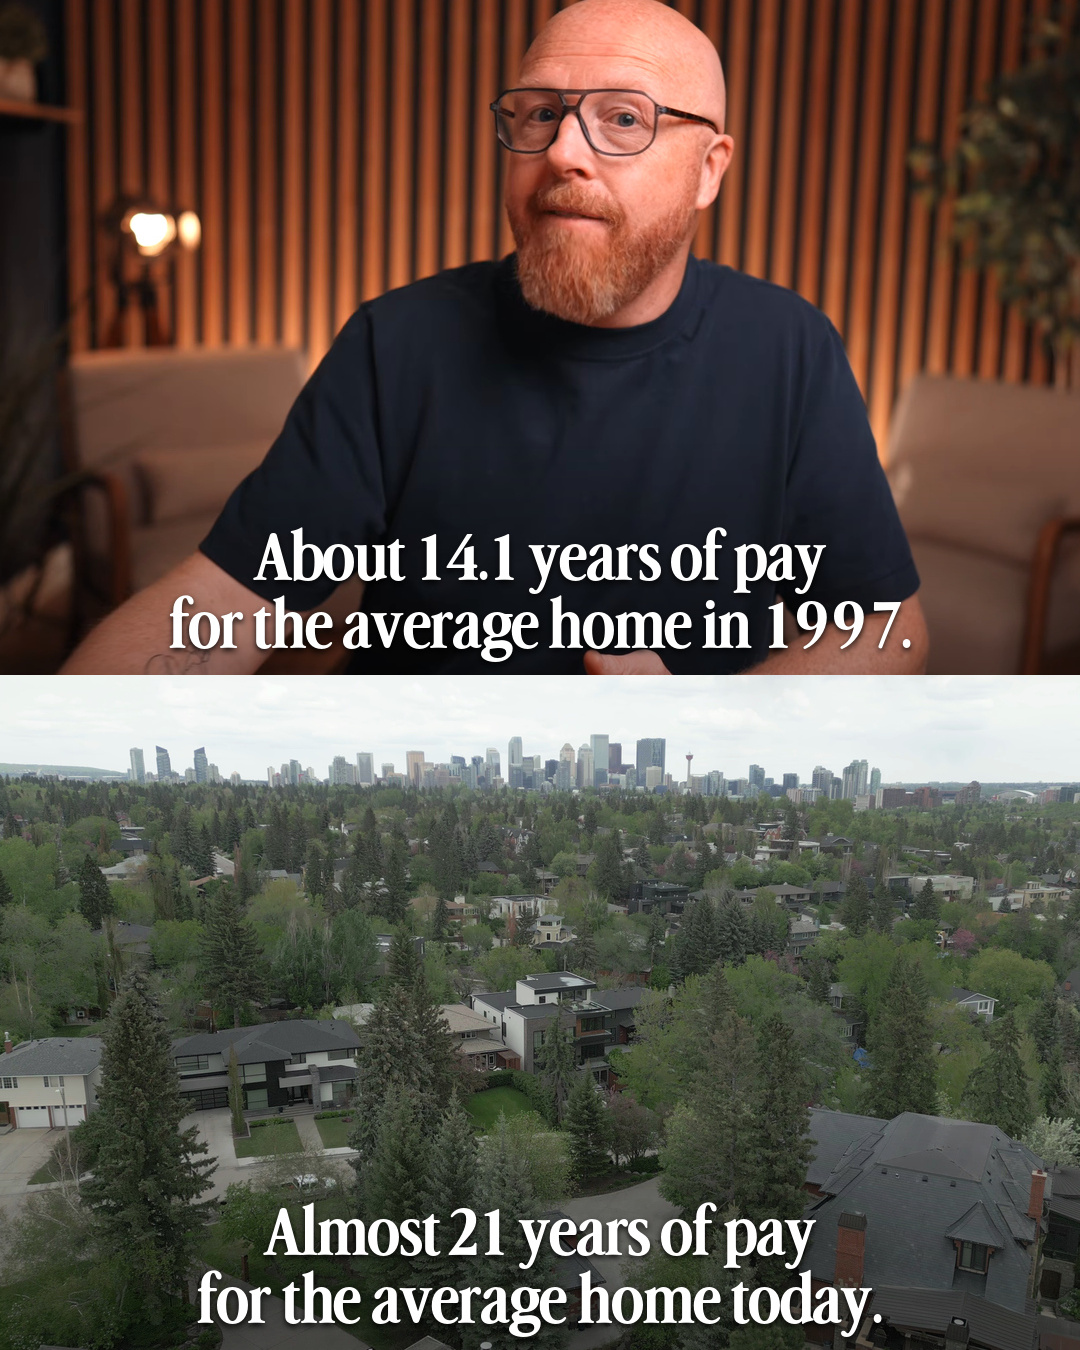 About 14.1 years of pay
for the average home in 1997.
Almost 21 years of pay
for the average home today.